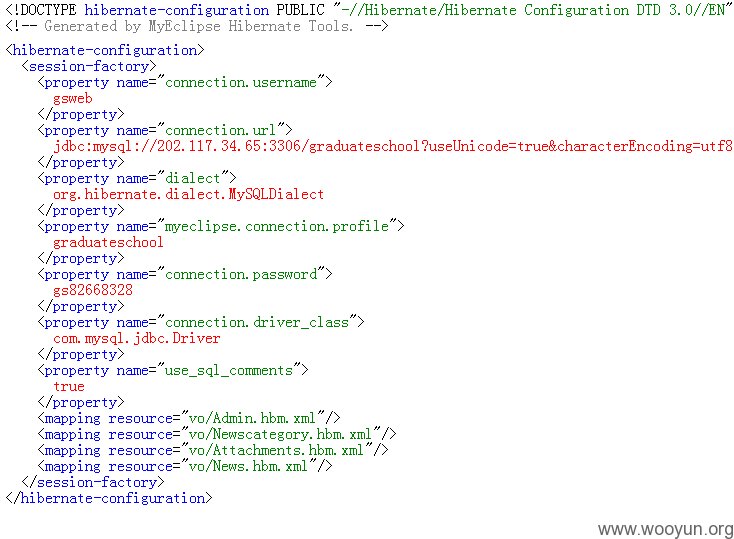 <!DOCTYPE hibernate-configuration PUBLIC "-//Hibernate/Hibernate Configuration DTD 3.0//EN"
<!-- Generated by MyEclipse Hibernate Tools. -->
<hibernate-configuration>
<session-factory>
<property name="connection.username">
gsweb
</property>
<property name="connection.url">
jdbc:mysql://202.117.34.65:3306/graduateschool?useUnicode=true&characterEncoding=utf8
</property>
<property name="dialect">
org.hibernate.dialect.MySQLDialect
</property>
<property name="myeclipse.connection.profile">
graduateschool
</property>
<property name="connection.password">
gs82668328
</property>
<property name="connection.driver_class">
com.mysql.jdbc.Driver
</property>
<property name="use_sql_comments">
true
</property>
<mapping resource="vo/Admin.hbm.xml"/>
<mapping resource="vo/Newscategory.hbm.xml"/>
<mapping resource="vo/Attachments.hbm.xml"/>
<mapping resource="vo/News.hbm.xml"/>
</session-factory>
</hibernate-configuration>
www.wooyun.org